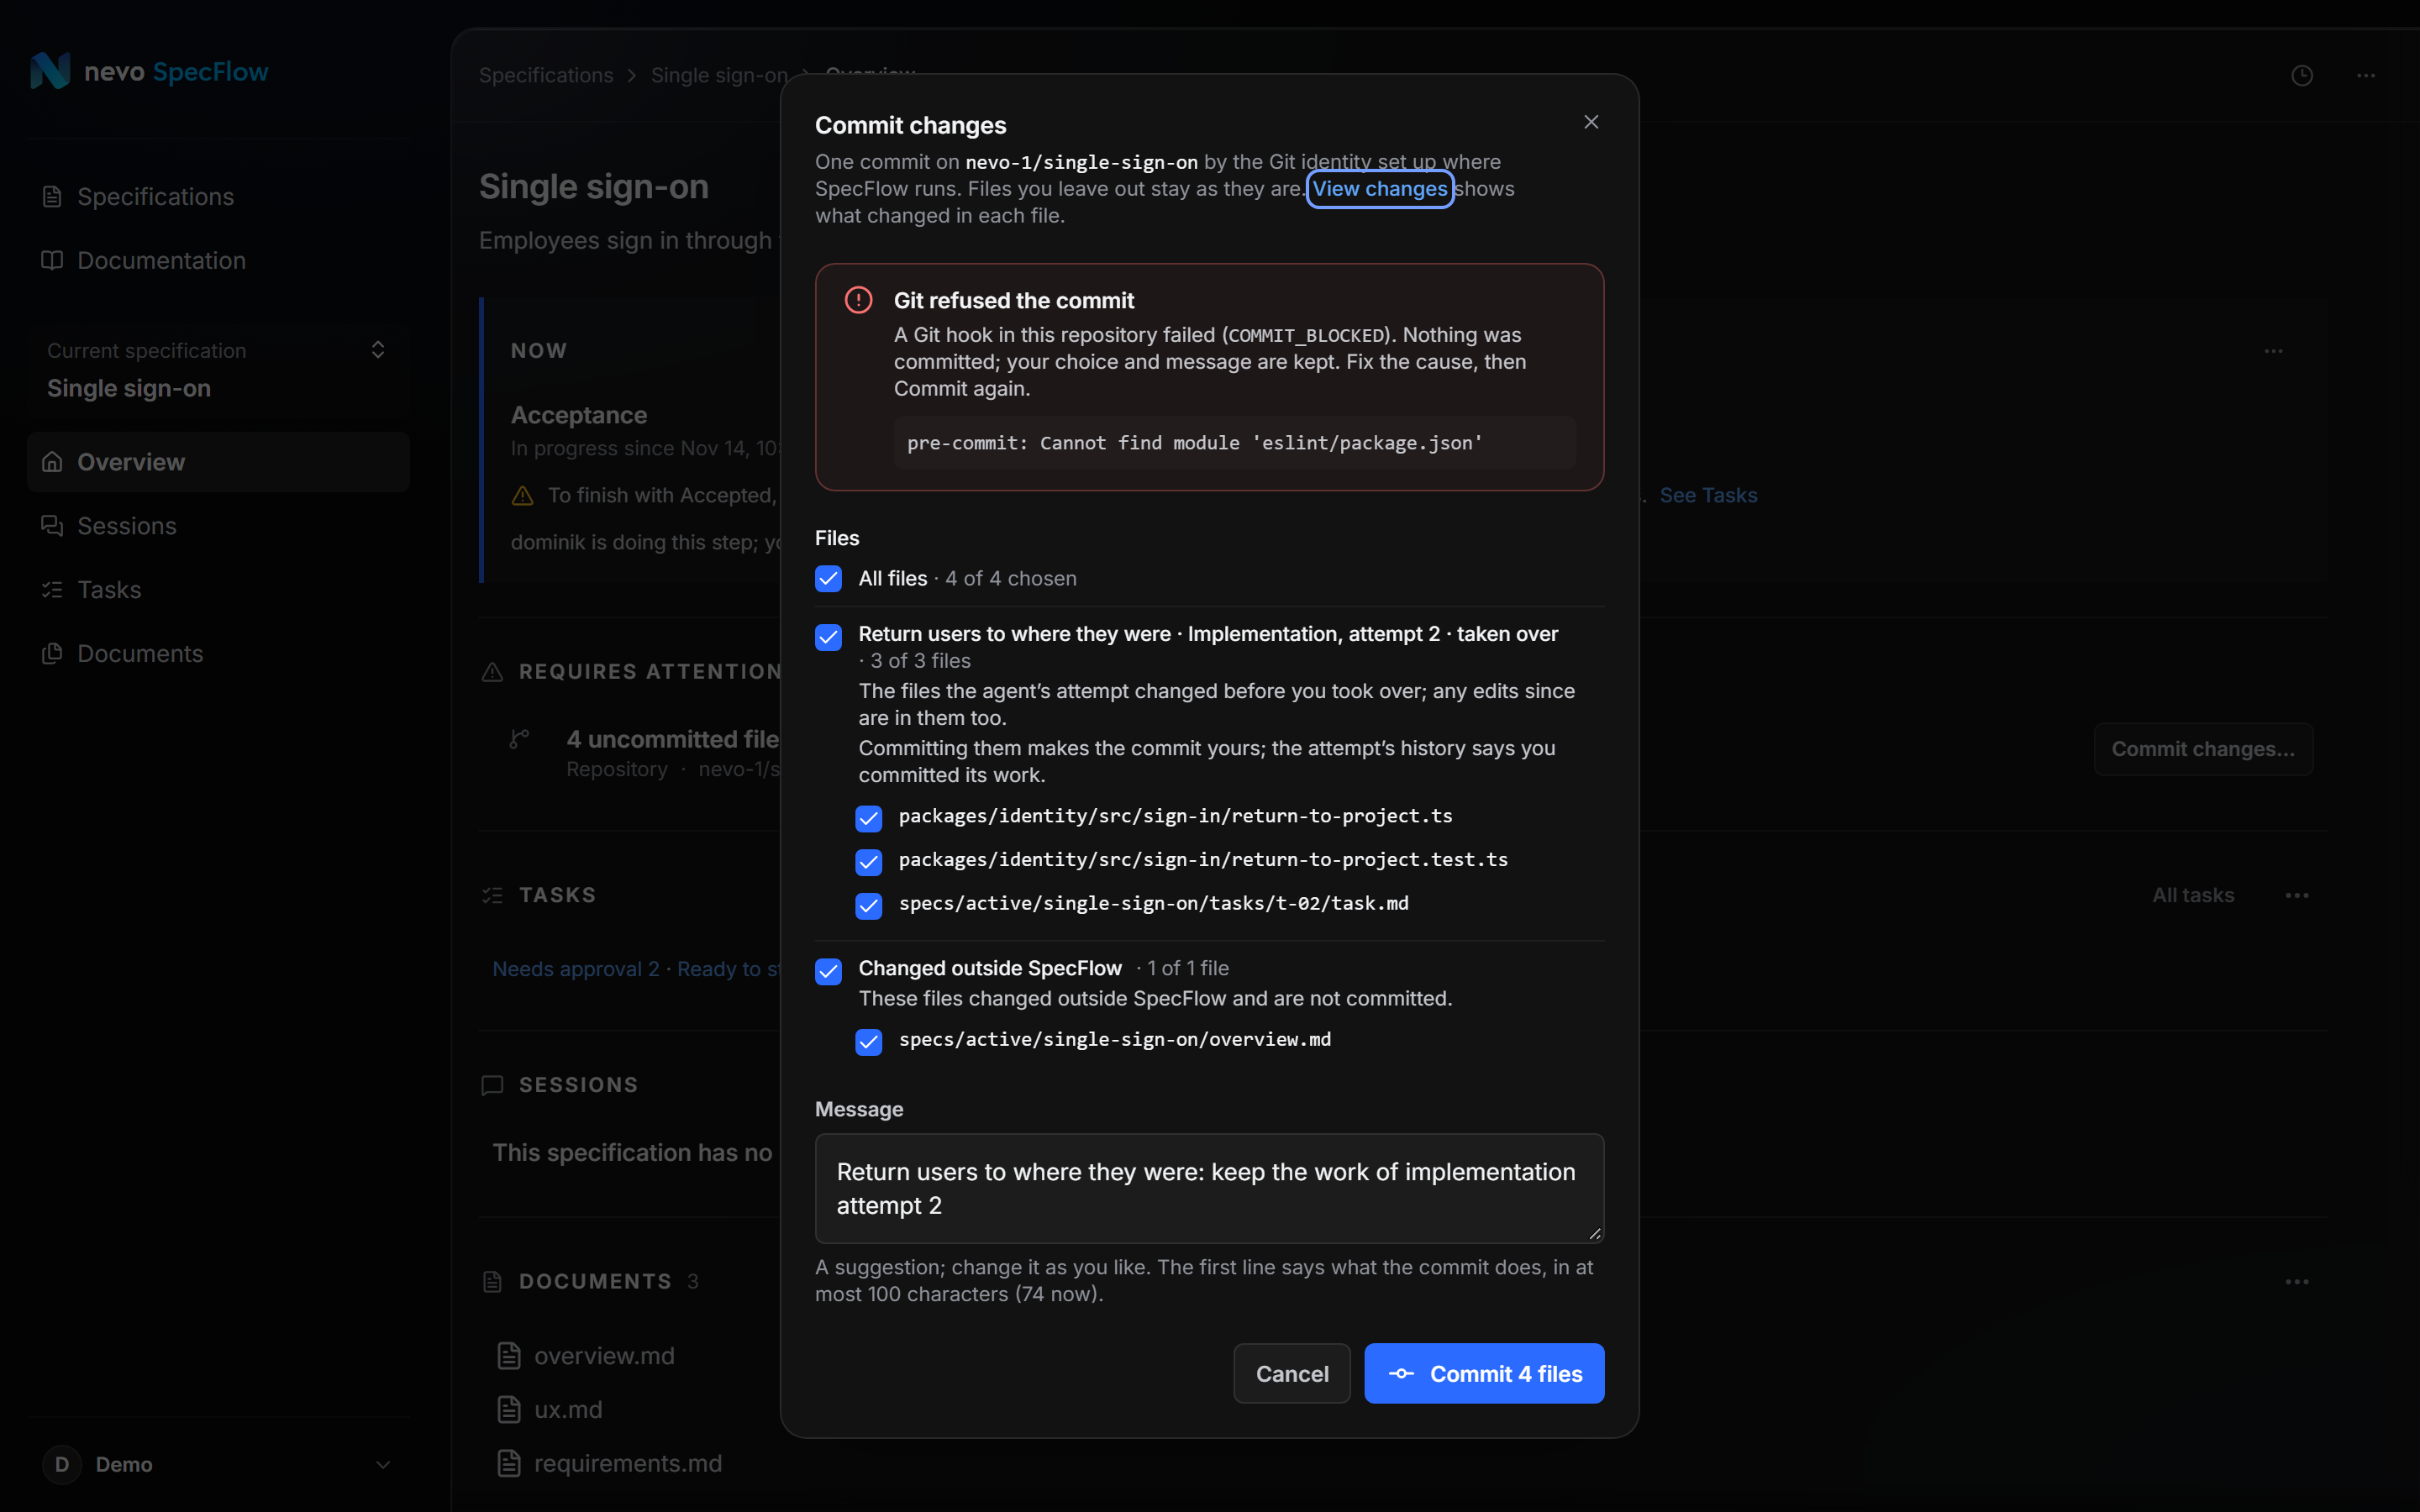 nevo SpecFlow
Specifications
Documentation
Current specification
Single sign-on
Overview
Sessions
Tasks
Documents
D Demo
Specifications > Single sign-on > Overview
Single sign-on
Employees sign in through
NOW
Acceptance
In progress since Nov 14, 10:
To finish with Accepted,
. See Tasks
dominik is doing this step;
REQUIRES ATTENTION
4 uncommitted file
Repository · nevo-1/s
Commit changes...
TASKS
All tasks
Needs approval 2 · Ready to
SESSIONS
This specification has no
DOCUMENTS 3
overview.md
ux.md
requirements.md
Commit changes
One commit on nevo-1/single-sign-on by the Git identity set up where
SpecFlow runs. Files you leave out stay as they are. View changes shows
what changed in each file.
Git refused the commit
A Git hook in this repository failed (COMMIT_BLOCKED). Nothing was
committed; your choice and message are kept. Fix the cause, then
Commit again.
pre-commit: Cannot find module 'eslint/package.json'
Files
All files · 4 of 4 chosen
Return users to where they were · Implementation, attempt 2 · taken over
· 3 of 3 files
The files the agent’s attempt changed before you took over; any edits since
are in them too.
Committing them makes the commit yours; the attempt’s history says you
committed its work.
packages/identity/src/sign-in/return-to-project.ts
packages/identity/src/sign-in/return-to-project.test.ts
specs/active/single-sign-on/tasks/t-02/task.md
Changed outside SpecFlow · 1 of 1 file
These files changed outside SpecFlow and are not committed.
specs/active/single-sign-on/overview.md
Message
Return users to where they were: keep the work of implementation
attempt 2
A suggestion; change it as you like. The first line says what the commit does, in at
most 100 characters (74 now).
Cancel
Commit 4 files